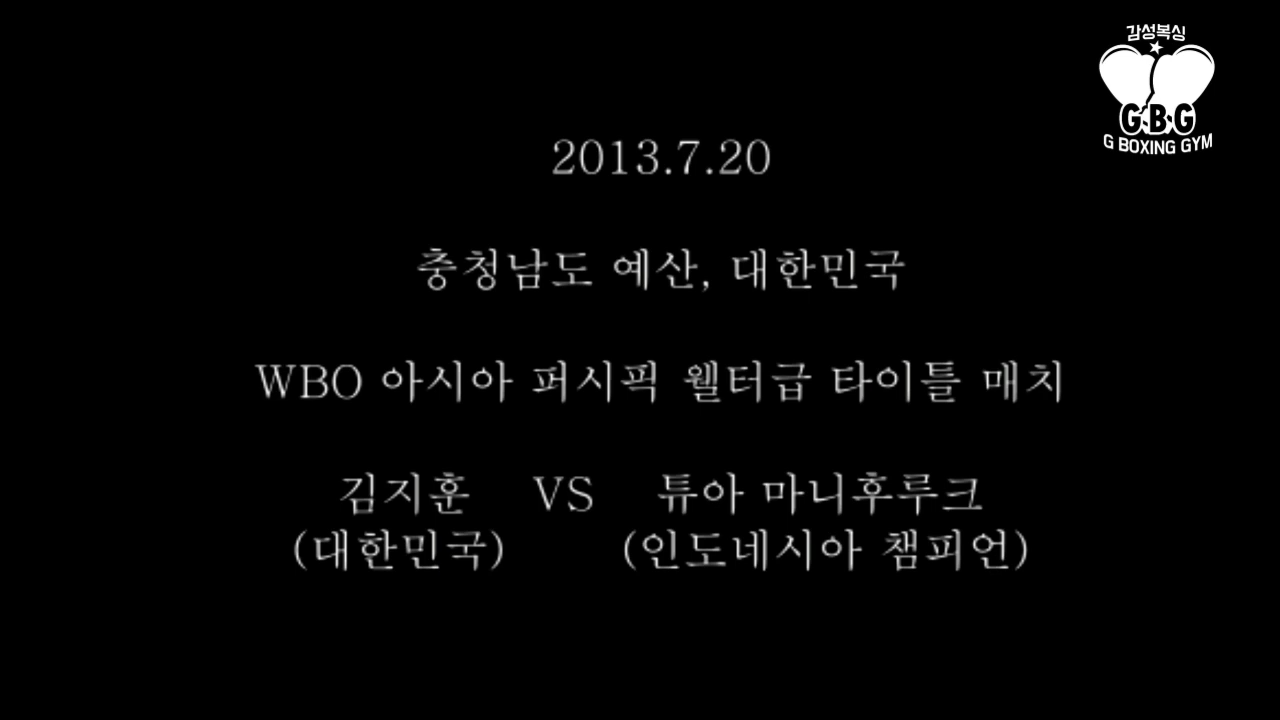 감성복싱
G·B·G
G BOXING GYM
2013.7.20
충청남도 예산, 대한민국
WBO 아시아 퍼시픽 웰터급 타이틀 매치
김지훈 VS 튜아 마니후루크
(대한민국) (인도네시아 챔피언)